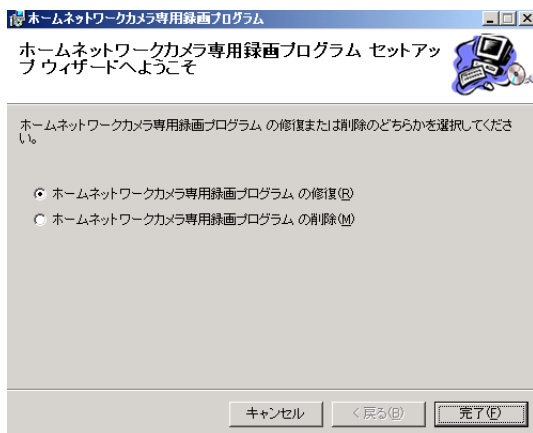 ホームネットワークカメラ専用録画プログラム
ホームネットワークカメラ専用録画プログラム セットアッ
プ ウィザードへようこそ
ホームネットワークカメラ専用録画プログラム の修復または削除のどちらかを選択してくださ
い。
ホームネットワークカメラ専用録画プログラム の修復(R)
ホームネットワークカメラ専用録画プログラム の削除(M)
キャンセル
< 戻る(B)
完了(F)